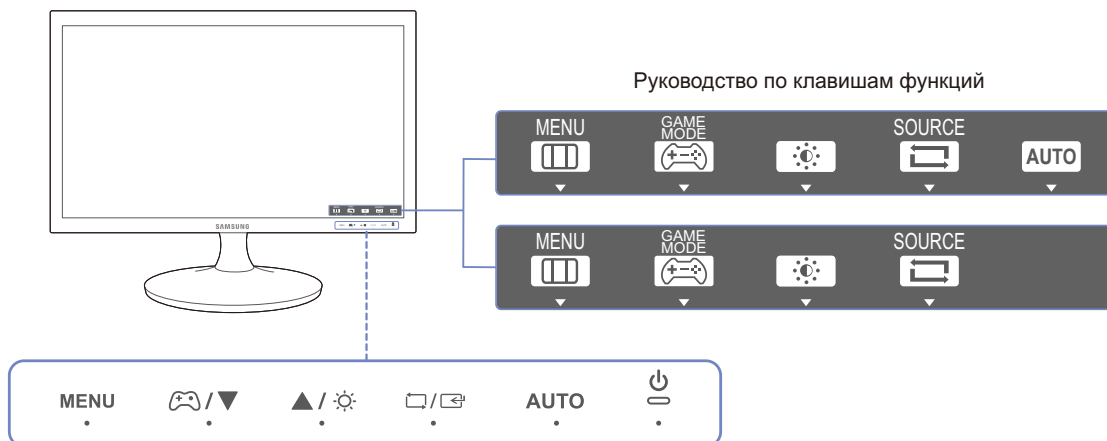 Руководство по клавишам функций
MENU
GAME
MODE
SOURCE
AUTO
SAMSUNG
MENU
GAME
MODE
SOURCE
MENU
AUTO